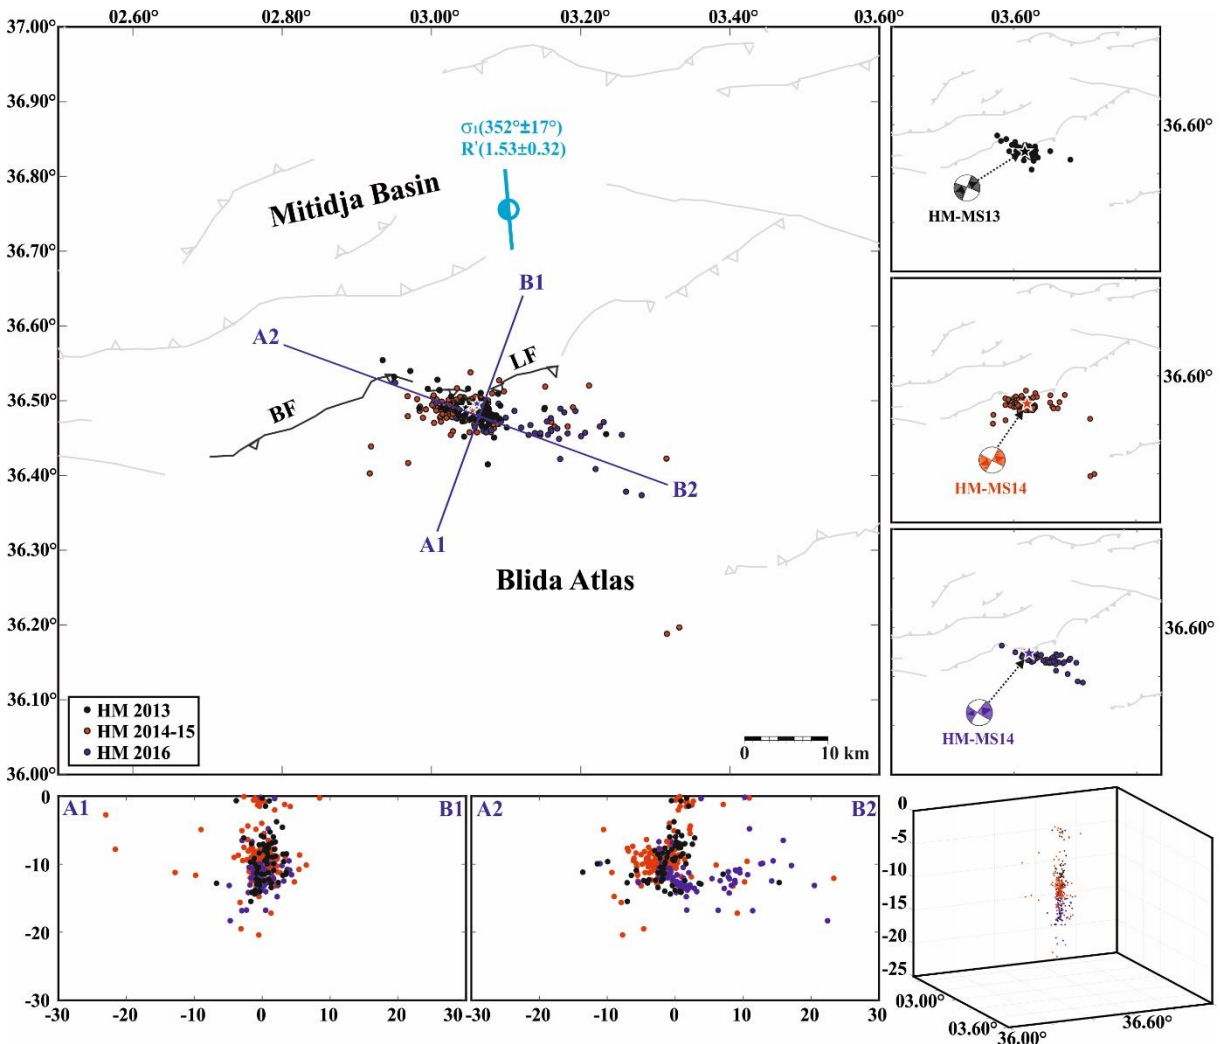 02.60° 02.80° 03.00° 03.20° 03.40° 03.60°
37.00°
36.90°
36.80°
36.70°
36.60°
36.50°
36.40°
36.30°
36.20°
36.10°
36.00°
σ1(352°±17°)
R'(1.53±0.32)
Mitidja Basin
B1
A2
LF
BF
B2
A1
Blida Atlas
HM 2013
HM 2014-15
HM 2016
0 10 km
03.60°
36.60°
HM-MS13
36.60°
HM-MS14
36.60°
HM-MS14
A1 B1
0
-10
-20
-30
-20 -10 0 10 20 30
A2 B2
-20 -10 0 10 20 30
0
-5
-10
-15
-20
-25
03.00°
03.60°
36.00°
36.60°